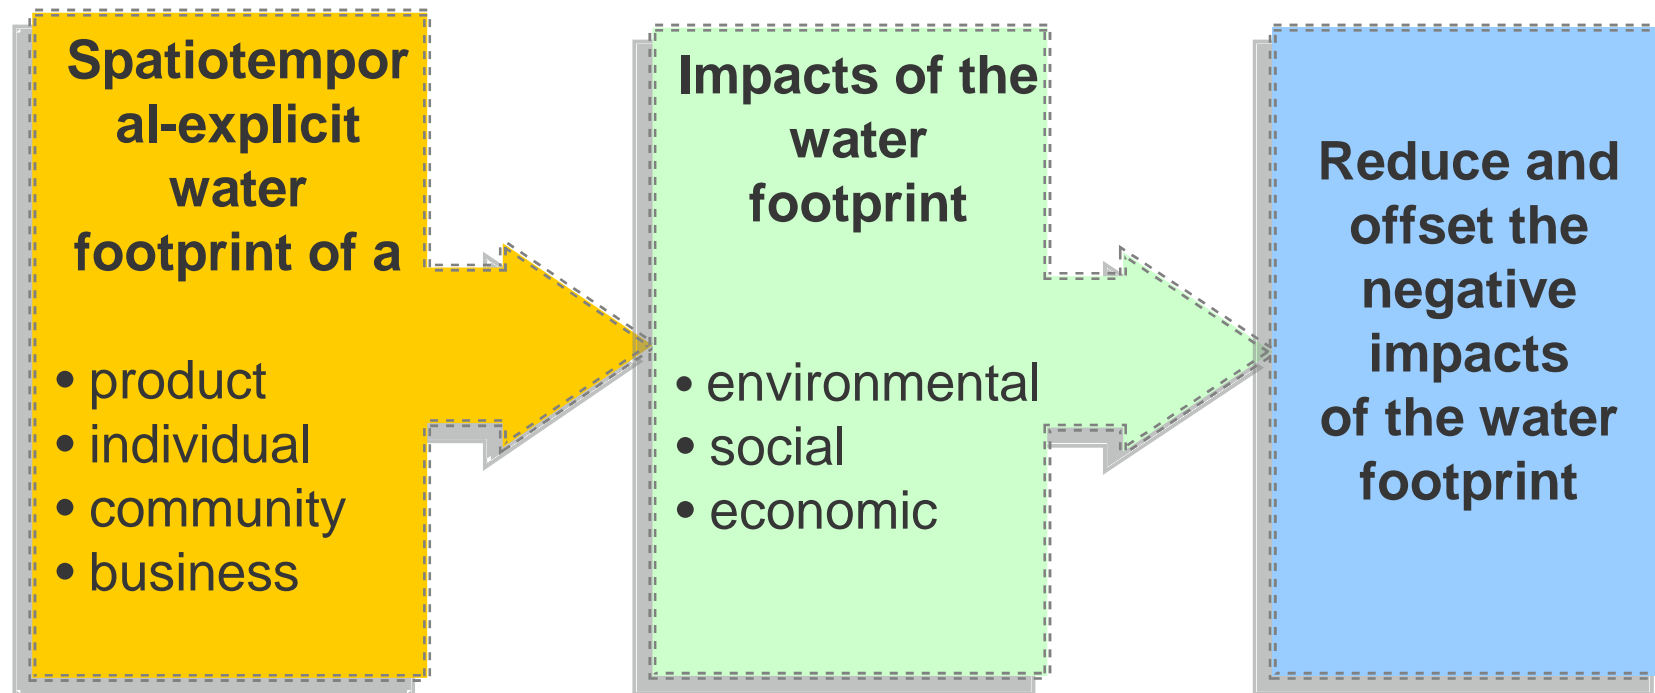 Spatiotempor
al-explicit
water
footprint of a
• product
• individual
• community
• business
Impacts of the
water
footprint
• environmental
• social
• economic
Reduce and
offset the
negative
impacts
of the water
footprint